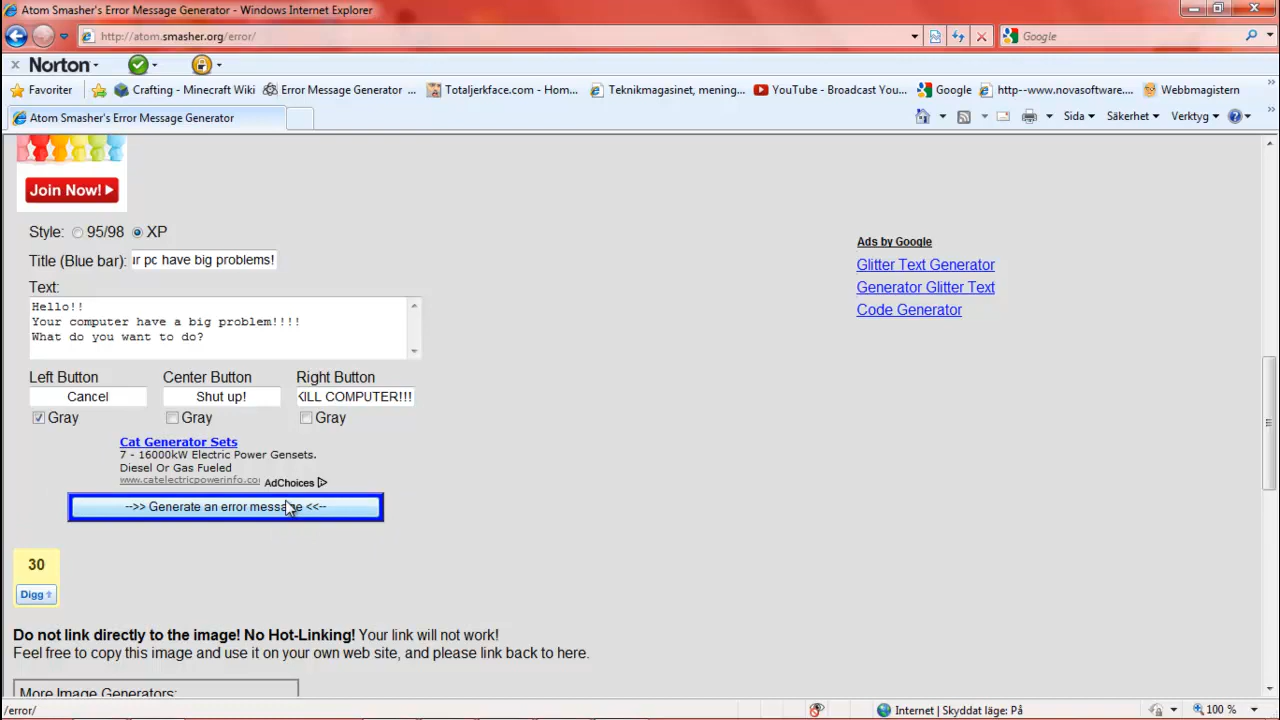 Atom Smasher's Error Message Generator - Windows Internet Explorer
http://atom.smasher.org/error/
Google
Norton
Favoriter
Crafting - Minecraft Wiki
Error Message Generator ...
Totaljerkface.com - Hom...
Teknikmagasinet, mening...
YouTube - Broadcast You...
Google
http--www.novasoftware....
Webbmagistern
Atom Smasher's Error Message Generator
Sida
Säkerhet
Verktyg
Join Now!
Style: 95/98 XP
Title (Blue bar): ur pc have big problems!
Text:
Hello!!
Your computer have a big problem!!!!
What do you want to do?
Left Button Center Button Right Button
Cancel Shut up! KILL COMPUTER!!!
Gray Gray Gray
Cat Generator Sets
7 - 16000kW Electric Power Gensets.
Diesel Or Gas Fueled
www.catelectricpowerinfo.co
AdChoices
-->> Generate an error message <<--
Ads by Google
Glitter Text Generator
Generator Glitter Text
Code Generator
30
Digg
Do not link directly to the image! No Hot-Linking! Your link will not work!
Feel free to copy this image and use it on your own web site, and please link back to here.
More Image Generators:
/error/
Internet | Skyddat läge: På
100 %